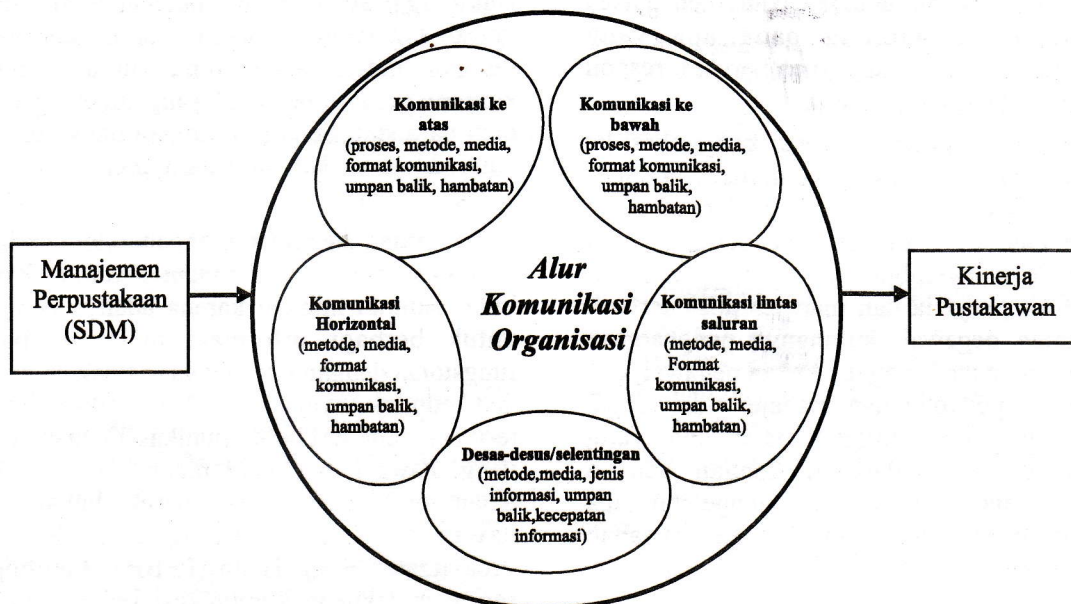 Manajemen
Perpustakaan
(SDM)
Komunikasi ke
atas
(proses, metode, media,
format komunikasi,
umpan balik, hambatan)
Komunikasi ke
bawah
(proses, metode, media,
format komunikasi,
umpan balik,
hambatan)
Komunikasi
Horizontal
(metode, media,
format
komunikasi,
umpan balik,
hambatan)
Alur
Komunikasi
Organisasi
Komunikasi lintas
saluran
(metode, media,
Format
komunikasi,
umpan balik,
hambatan)
Desas-desus/selentingan
(metode,media, jenis
informasi, umpan
balik,kecepatan
informasi)
Kinerja
Pustakawan